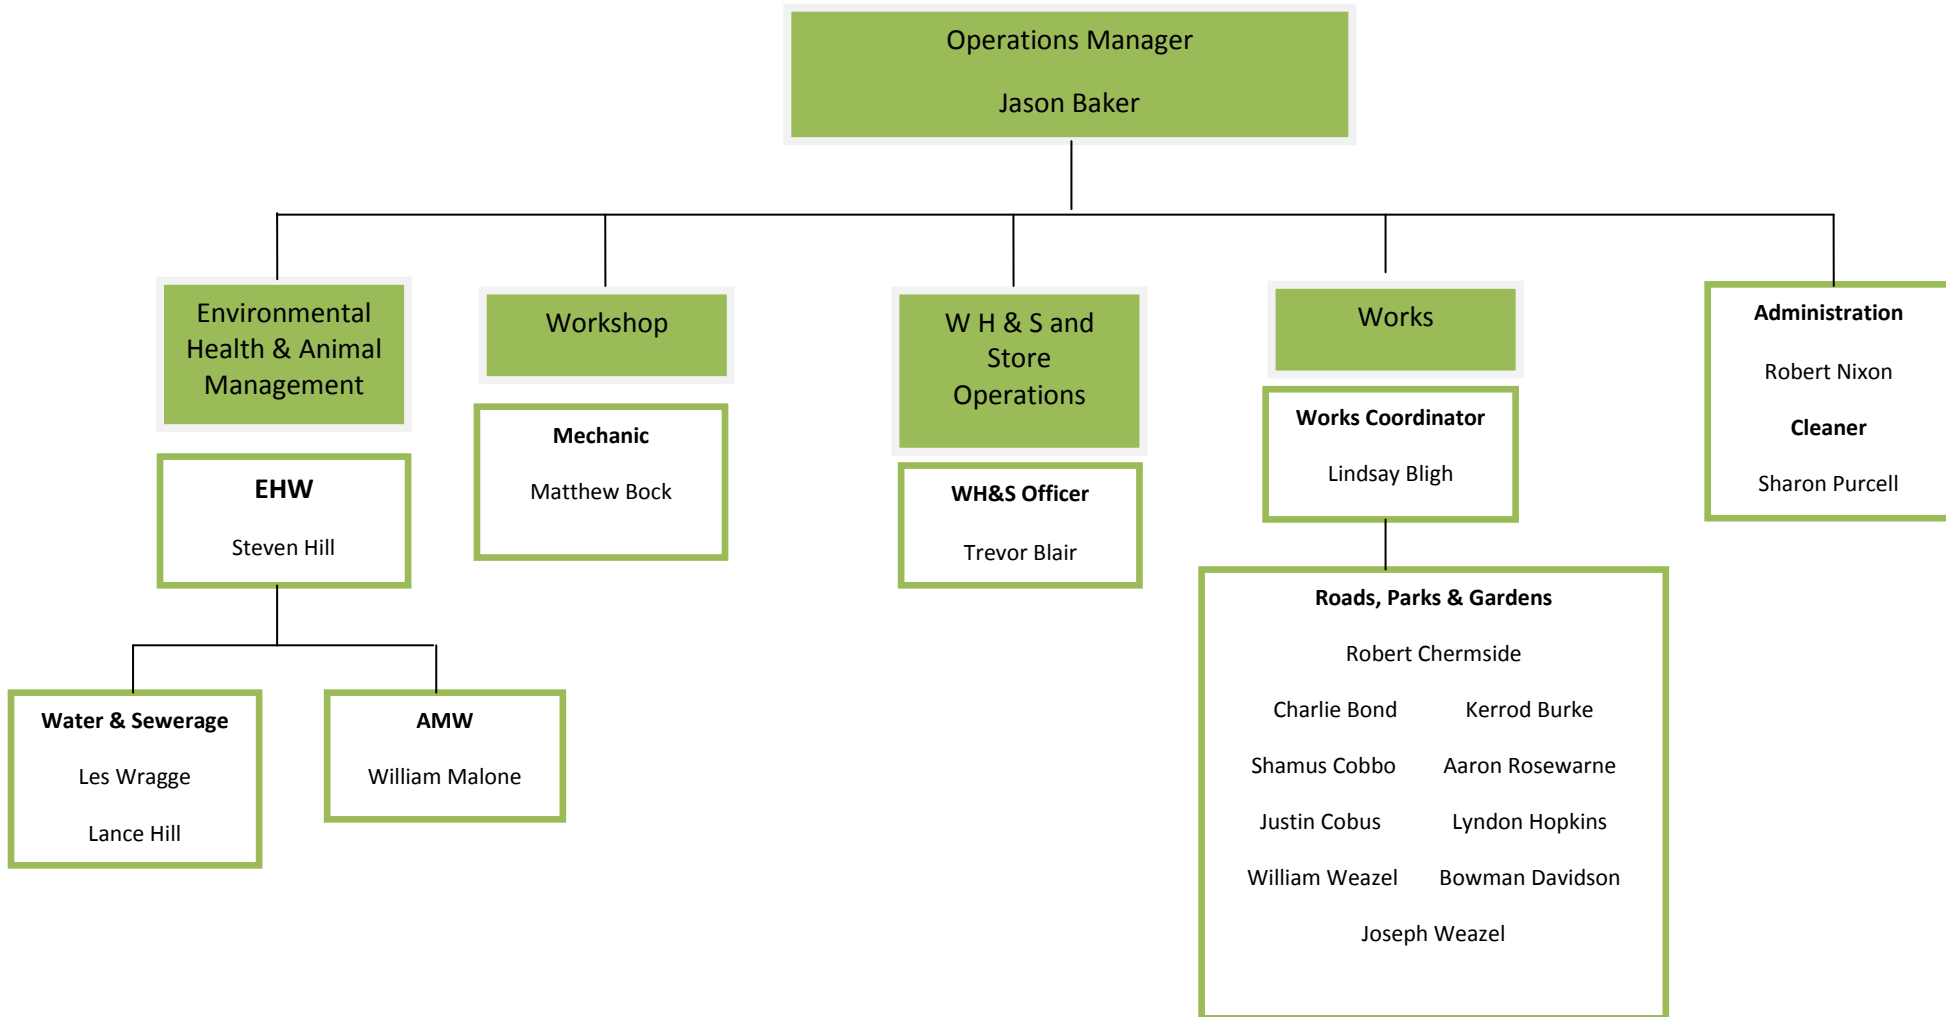 Operations Manager
Jason Baker
Environmental
Health & Animal
Management
EHW
Steven Hill
Water & Sewerage
Les Wragge
Lance Hill
AMW
William Malone
Workshop
Mechanic
Matthew Bock
W H & S and
Store
Operations
WH&S Officer
Trevor Blair
Works
Works Coordinator
Lindsay Bligh
Roads, Parks & Gardens
Robert Chermside
Charlie Bond Kerrod Burke
Shamus Cobbo Aaron Rosewarne
Justin Cobus Lyndon Hopkins
William Weazel Bowman Davidson
Joseph Weazel
Administration
Robert Nixon
Cleaner
Sharon Purcell